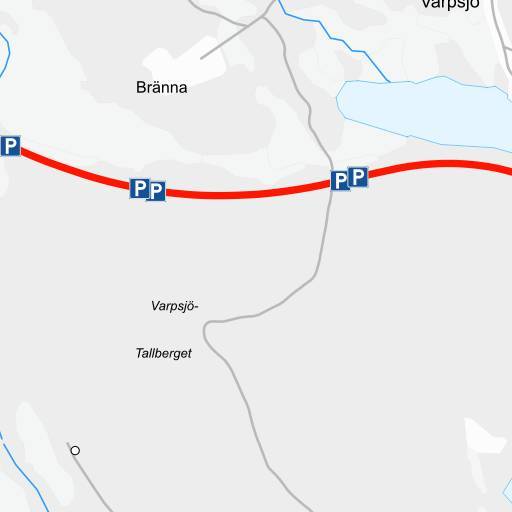 Varpsjö
Bränna
P
P P
P P
Varpsjö-
Tallberget